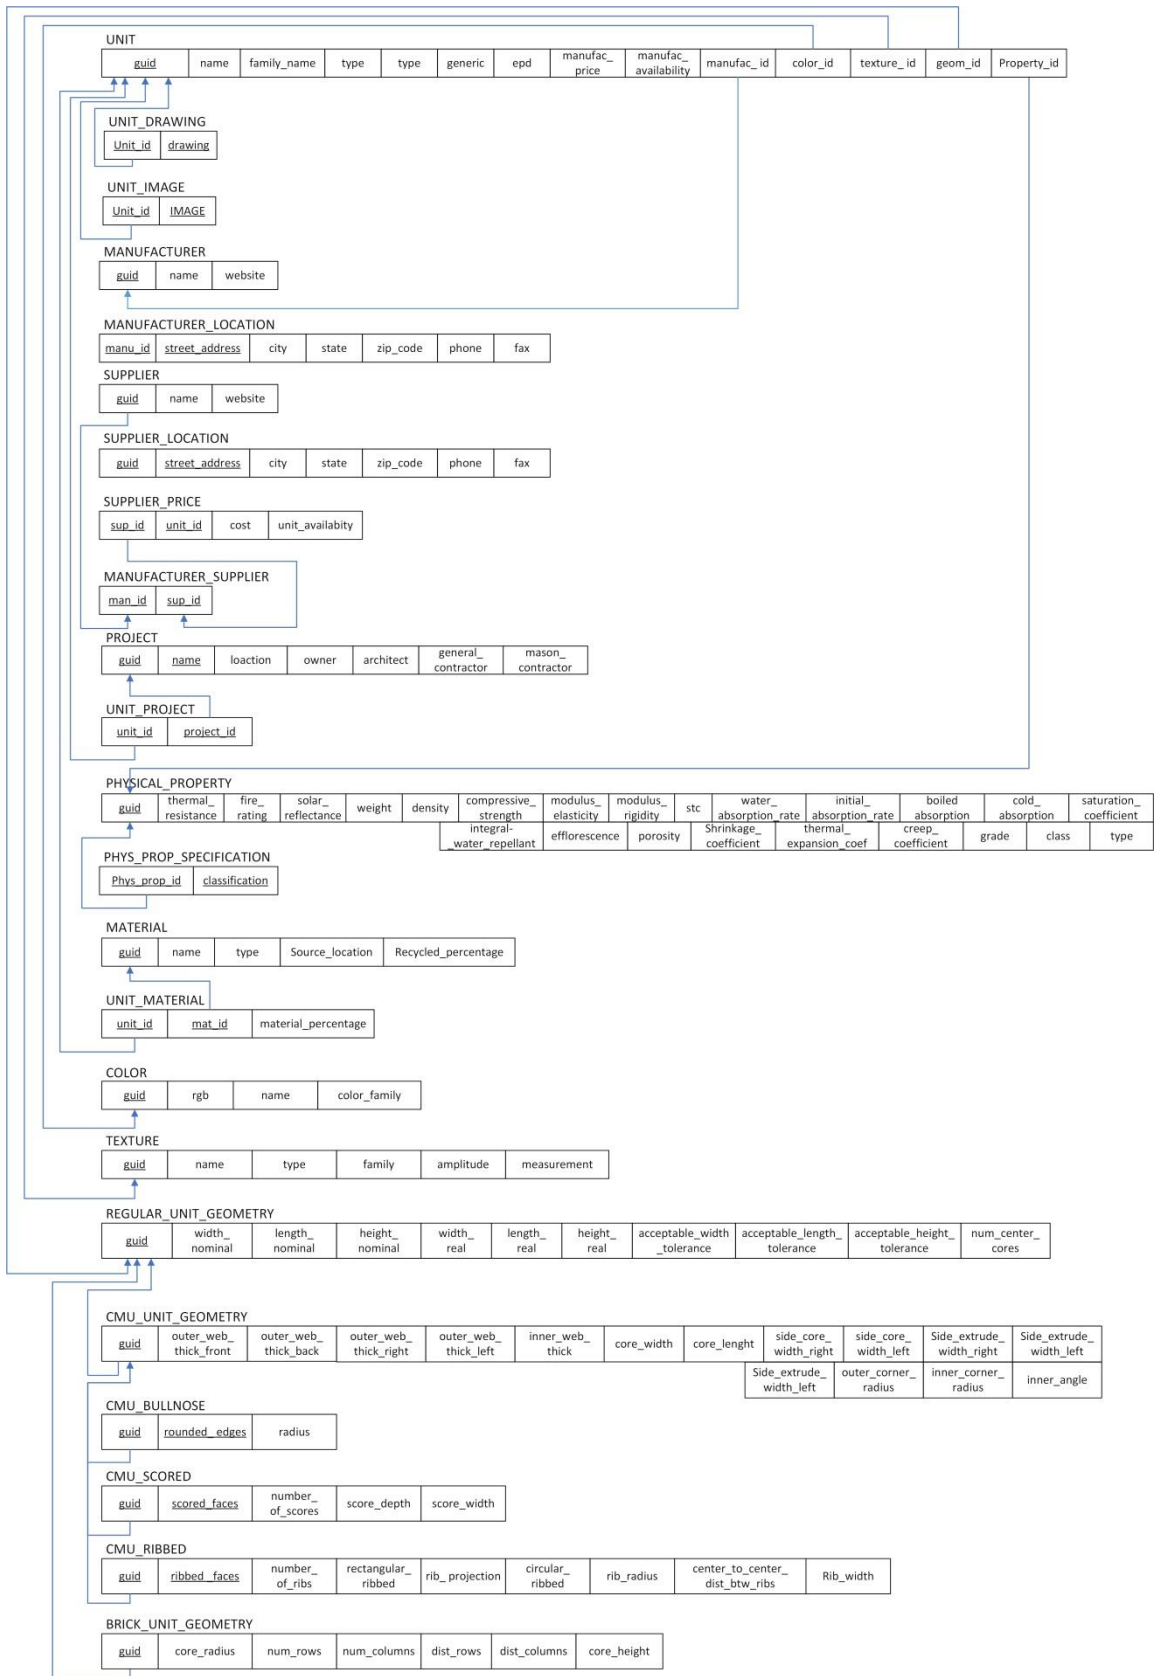 UNIT
guid name family_name type type generic epd manufac_ price manufac_ availability manufac_ id color_id texture_ id geom_id Property_id
UNIT_DRAWING
Unit_id drawing
UNIT_IMAGE
Unit_id IMAGE
MANUFACTURER
guid name website
MANUFACTURER_LOCATION
manu_id street_address city state zip_code phone fax
SUPPLIER
guid name website
SUPPLIER_LOCATION
guid street_address city state zip_code phone fax
SUPPLIER_PRICE
sup_id unit_id cost unit_availabity
MANUFACTURER_SUPPLIER
man_id sup_id
PROJECT
guid name loaction owner architect general_ contractor mason_ contractor
UNIT_PROJECT
unit_id project_id
PHYSICAL_PROPERTY
guid thermal_ resistance fire_ rating solar_ reflectance weight density compressive_ strength modulus_ elasticity modulus_ rigidity stc water_ absorption_rate initial_ absorption_rate boiled absorption cold_ absorption saturation_ coefficient
integral- _water_repellant efflorescence porosity Shrinkage_ coefficient thermal_ expansion_coef creep_ coefficient grade class type
PHYS_PROP_SPECIFICATION
Phys_prop_id classification
MATERIAL
guid name type Source_location Recycled_percentage
UNIT_MATERIAL
unit_id mat_id material_percentage
COLOR
guid rgb name color_family
TEXTURE
guid name type family amplitude measurement
REGULAR_UNIT_GEOMETRY
guid width_ nominal length_ nominal height_ nominal width_ real length_ real height_ real acceptable_width _tolerance acceptable_length_ tolerance acceptable_height_ tolerance num_center_ cores
CMU_UNIT_GEOMETRY
guid outer_web_ thick_front outer_web_ thick_back outer_web_ thick_right outer_web_ thick_left inner_web_ thick core_width core_lenght side_core_ width_right side_core_ width_left Side_extrude_ width_right Side_extrude_ width_left
Side_extrude_ width_left outer_corner_ radius inner_corner_ radius inner_angle
CMU_BULLNOSE
guid rounded_edges radius
CMU_SCORED
guid scored_faces number_ of_scores score_depth score_width
CMU_RIBBED
guid ribbed_faces number_ of_ribs rectangular_ ribbed rib_ projection circular_ ribbed rib_radius center_to_center_ dist_btw_ribs Rib_width
BRICK_UNIT_GEOMETRY
guid core_radius num_rows num_columns dist_rows dist_columns core_height